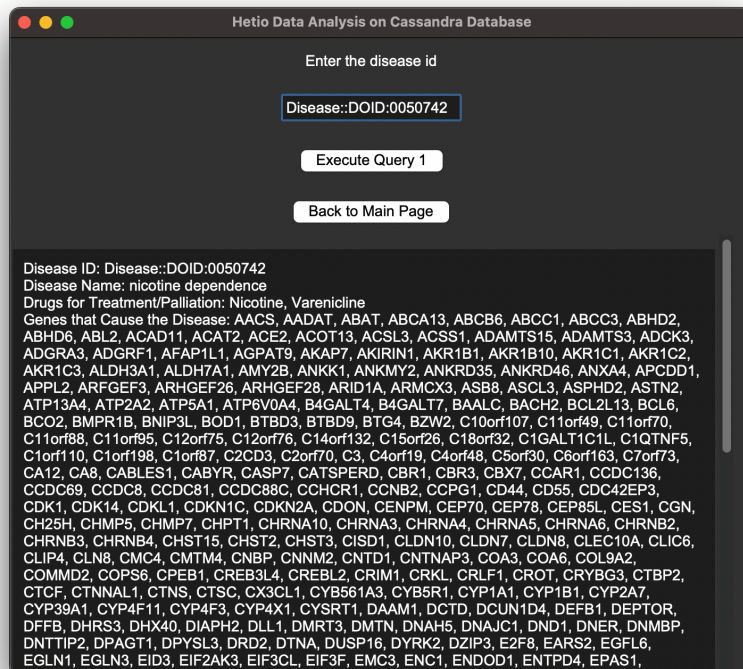 Hetio Data Analysis on Cassandra Database
Enter the disease id
Disease::DOID:0050742
Execute Query 1
Back to Main Page
Disease ID: Disease::DOID:0050742
Disease Name: nicotine dependence
Drugs for Treatment/Palliation: Nicotine, Varenicline
Genes that Cause the Disease: AACS, AADAT, ABAT, ABCA13, ABCB6, ABCC1, ABCC3, ABHD2,
ABHD6, ABL2, ACAD11, ACAT2, ACE2, ACOT13, ACSL3, ACSS1, ADAMTS15, ADAMTS3, ADCK3,
ADGRA3, ADGRF1, AFAP1L1, AGPAT9, AKAP7, AKIRIN1, AKR1B1, AKR1B10, AKR1C1, AKR1C2,
AKR1C3, ALDH3A1, ALDH7A1, AMY2B, ANKK1, ANKMY2, ANKRD35, ANKRD46, ANXA4, APCDD1,
APPL2, ARFGEF3, ARHGEF26, ARHGEF28, ARID1A, ARMCX3, ASB8, ASCL3, ASPHD2, ASTN2,
ATP13A4, ATP2A2, ATP5A1, ATP6V0A4, B4GALT4, B4GALT7, BAALC, BACH2, BCL2L13, BCL6,
BCO2, BMPR1B, BNIP3L, BOD1, BTBD3, BTBD9, BTG4, BZW2, C10orf107, C11orf49, C11orf70,
C11orf88, C11orf95, C12orf75, C12orf76, C14orf132, C15orf26, C18orf32, C1GALT1C1L, C1QTNF5,
C1orf110, C1orf198, C1orf87, C2CD3, C2orf70, C3, C4orf19, C4orf48, C5orf30, C6orf163, C7orf73,
CA12, CA8, CABLES1, CABYR, CASP7, CATSPERD, CBR1, CBR3, CBX7, CCAR1, CCDC136,
CCDC69, CCDC8, CCDC81, CCDC88C, CCHCR1, CCNB2, CCPG1, CD44, CD55, CDC42EP3,
CDK1, CDK14, CDKL1, CDKN1C, CDKN2A, CDON, CENPM, CEP70, CEP78, CEP85L, CES1, CGN,
CH25H, CHMP5, CHMP7, CHPT1, CHRNA10, CHRNA3, CHRNA4, CHRNA5, CHRNA6, CHRNB2,
CHRNB3, CHRNB4, CHST15, CHST2, CHST3, CISD1, CLDN10, CLDN7, CLDN8, CLEC10A, CLIC6,
CLIP4, CLN8, CMC4, CMTM4, CNBP, CNNM2, CNTD1, CNTNAP3, COA3, COA6, COL9A2,
COMMD2, COPS6, CPEB1, CREB3L4, CREBL2, CRIM1, CRKL, CRLF1, CROT, CRYBG3, CTBP2,
CTCF, CTNNAL1, CTNS, CTSC, CX3CL1, CYB561A3, CYB5R1, CYP1A1, CYP1B1, CYP2A7,
CYP39A1, CYP4F11, CYP4F3, CYP4X1, CYSRT1, DAAM1, DCTD, DCUN1D4, DEFB1, DEPTOR,
DFFB, DHRS3, DHX40, DIAPH2, DLL1, DMRT3, DMTN, DNAH5, DNAJC1, DND1, DNER, DNMBP,
DNTTIP2, DPAGT1, DPYSL3, DRD2, DTNA, DUSP16, DYRK2, DZIP3, E2F8, EARS2, EGFL6,
EGLN1, EGLN3, EID3, EIF2AK3, EIF3CL, EIF3F, EMC3, ENC1, ENDOD1, ENTPD4, EPAS1,